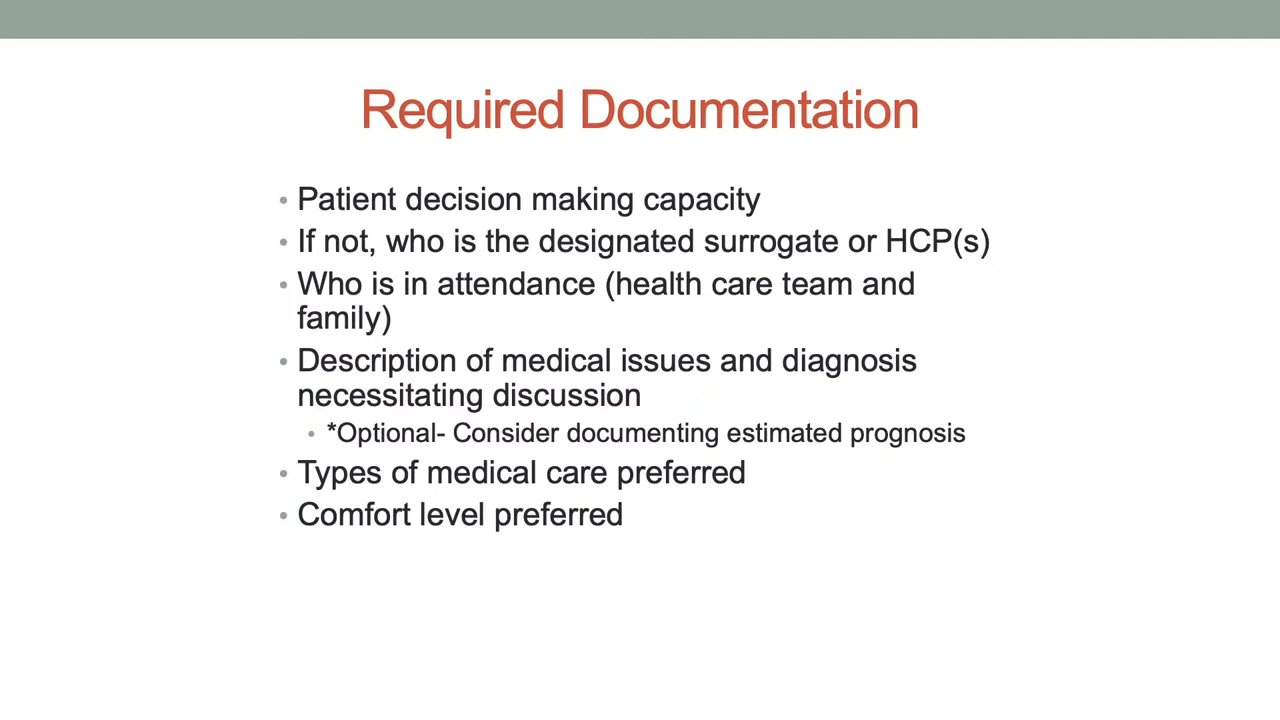 Required Documentation
• Patient decision making capacity
• If not, who is the designated surrogate or HCP(s)
• Who is in attendance (health care team and
family)
• Description of medical issues and diagnosis
necessitating discussion
• *Optional- Consider documenting estimated prognosis
• Types of medical care preferred
• Comfort level preferred